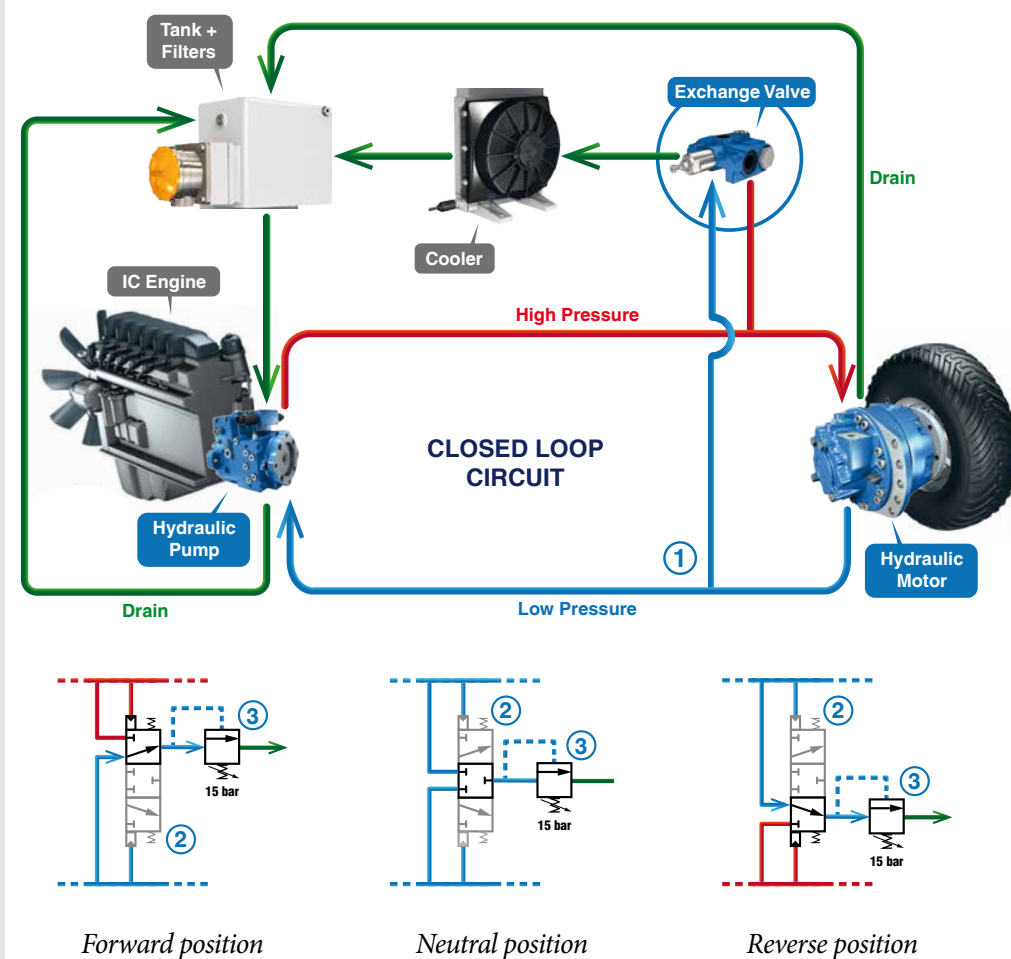 Tank +
Filters
Exchange Valve
Drain
Cooler
IC Engine
High Pressure
CLOSED LOOP
CIRCUIT
Hydraulic
Pump
1
Hydraulic
Motor
Drain
Low Pressure
3
15 bar
2
2
3
15 bar
2
3
15 bar
Forward position
Neutral position
Reverse position